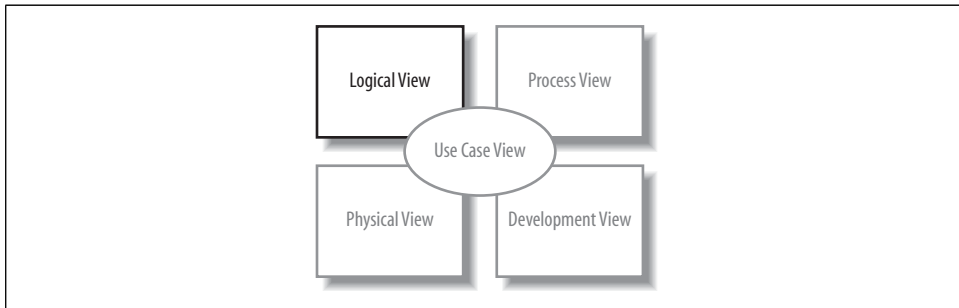 Logical View
Process View
Use Case View
Physical View
Development View